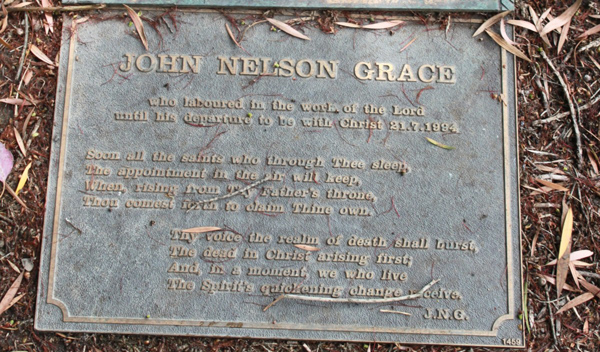 JOHN NELSON GRACE
who laboured in the work of the Lord
until his departure to be with Christ 21.7.1994.
Soon all the saints who through Thee sleep,
The appointment in the air will keep,
When, rising from Thy Father's throne,
Thou comest forth to claim Thine own.
Thy voice the realm of death shall burst,
The dead in Christ arising first;
And, in a moment, we who live
The Spirit's quickening change receive.
J.N.G.
1459